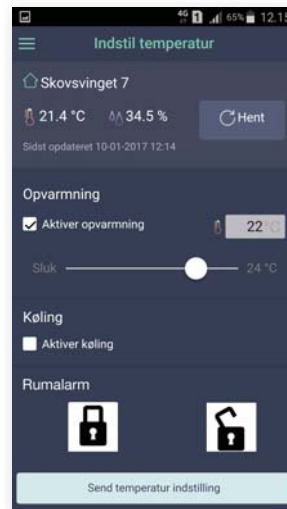 4G 1 65% 12.15
Indstil temperatur
Skovsvinget 7
21.4 °C 34.5 % Hent
Sidst opdateret 10-01-2017 12:14
Opvarmning
Aktiver opvarmning 22 °C
Sluk 24 °C
Køling
Aktiver køling
Rumalarm
Send temperatur indstilling